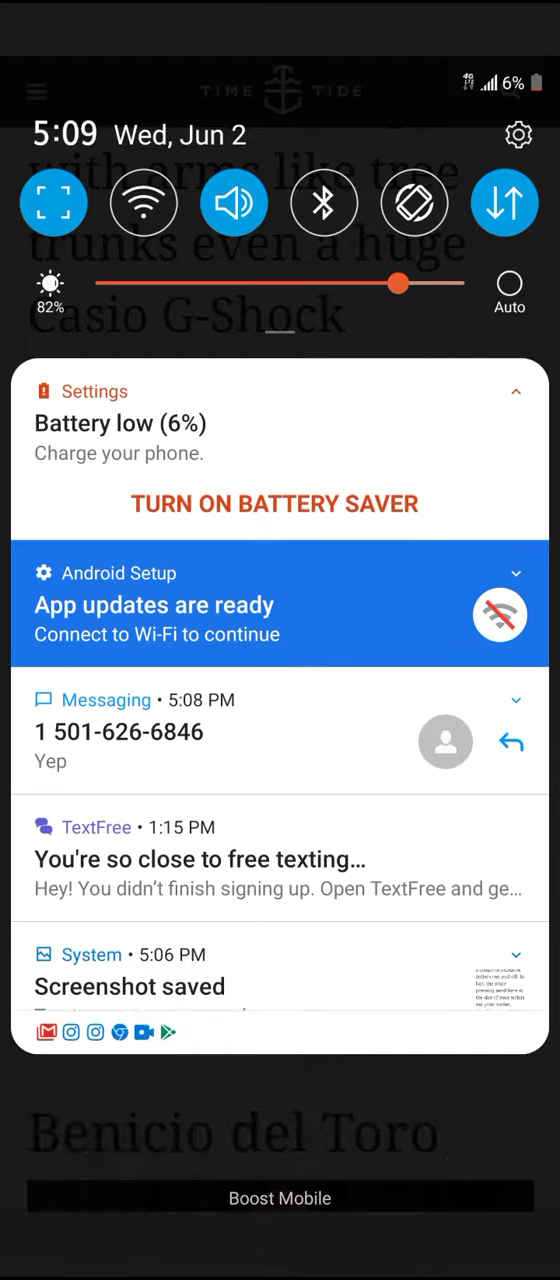 TIME TIDE
4G LTE 6%
5:09 Wed, Jun 2
with arms like tree
trunks even a huge
82% Auto
Casio G-Shock
Settings
Battery low (6%)
Charge your phone.
TURN ON BATTERY SAVER
Android Setup
App updates are ready
Connect to Wi-Fi to continue
Messaging • 5:08 PM
1 501-626-6846
Yep
TextFree • 1:15 PM
You're so close to free texting…
Hey! You didn’t finish signing up. Open TextFree and ge…
System • 5:06 PM
Screenshot saved
Benicio del Toro
Boost Mobile